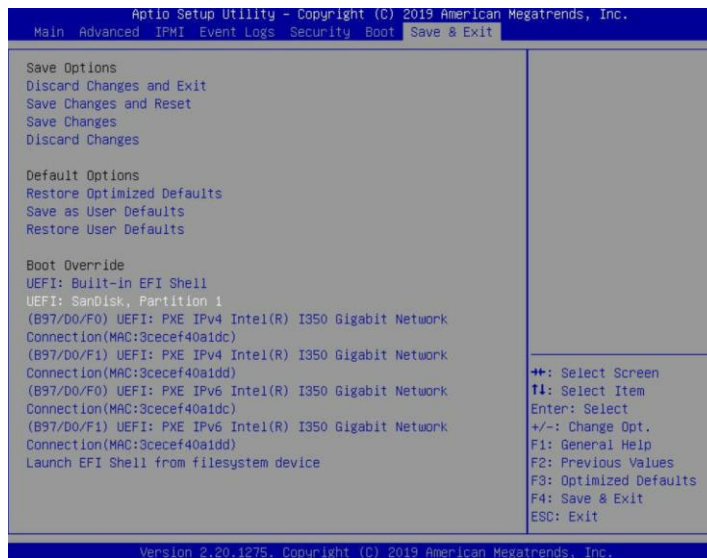 Aptio Setup Utility – Copyright (C) 2019 American Megatrends, Inc.
Main Advanced IPMI Event Logs Security Boot Save & Exit
Save Options
Discard Changes and Exit
Save Changes and Reset
Save Changes
Discard Changes
Default Options
Restore Optimized Defaults
Save as User Defaults
Restore User Defaults
Boot Override
UEFI: Built-in EFI Shell
UEFI: SanDisk, Partition 1
(B97/D0/F0) UEFI: PXE IPv4 Intel(R) I350 Gigabit Network
Connection(MAC:3cecef40a1dc)
(B97/D0/F1) UEFI: PXE IPv4 Intel(R) I350 Gigabit Network
Connection(MAC:3cecef40a1dd)
(B97/D0/F0) UEFI: PXE IPv6 Intel(R) I350 Gigabit Network
Connection(MAC:3cecef40a1dc)
(B97/D0/F1) UEFI: PXE IPv6 Intel(R) I350 Gigabit Network
Connection(MAC:3cecef40a1dd)
Launch EFI Shell from filesystem device
→←: Select Screen
↑↓: Select Item
Enter: Select
+/-: Change Opt.
F1: General Help
F2: Previous Values
F3: Optimized Defaults
F4: Save & Exit
ESC: Exit
Version 2.20.1275. Copyright (C) 2019 American Megatrends, Inc.